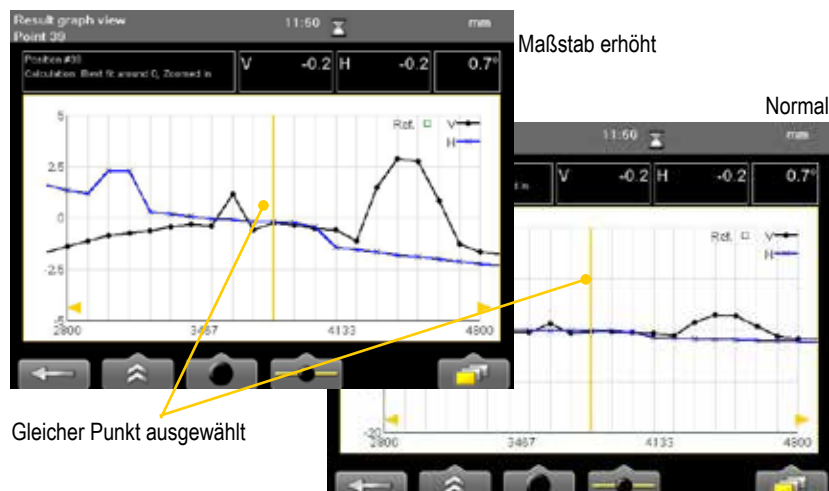 Result graph view 11:50 mm
Point 39
Maßstab erhöht
Position #39
Calculation: Best fit around 0, Zoomed in
V -0.2 H -0.2 0.7°
5
Ref. V
H
2.5
0
-2.5
-5
2800 3467 4133 4800
Gleicher Punkt ausgewählt
Normal
11:50 mm
V -0.2 H -0.2 0.7°
Ref. V
H
-20
2800 3467 4133 4800